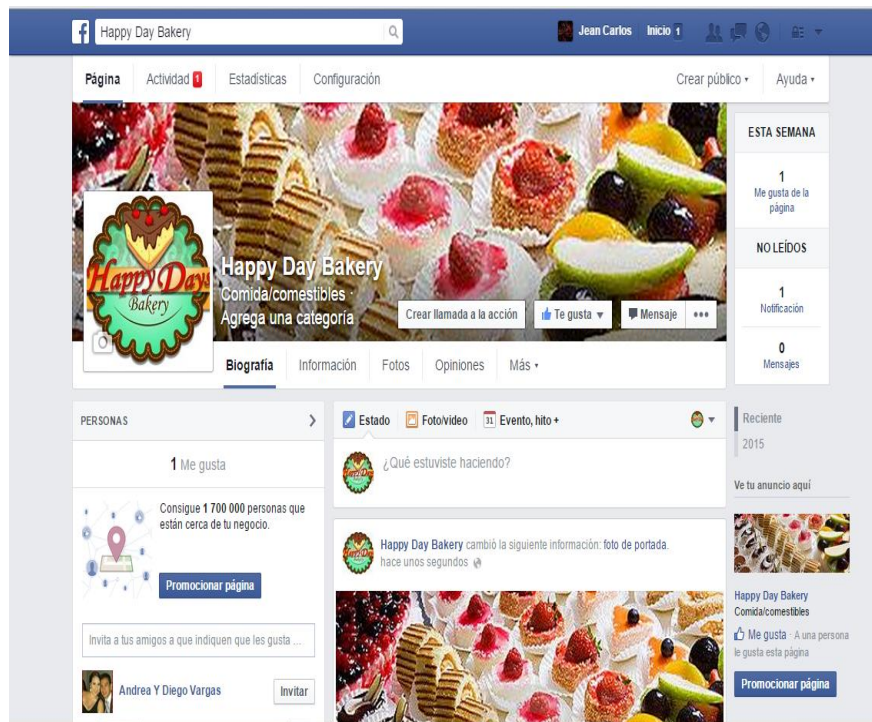 Happy Day Bakery
Jean Carlos Inicio 1
Página Actividad 1 Estadísticas Configuración Crear público Ayuda
ESTA SEMANA
1
Me gusta de la
página
NO LEÍDOS
1
Notificación
0
Mensajes
Happy Days
Bakery
Happy Day Bakery
Comida/comestibles ·
Agrega una categoría
Crear llamada a la acción Te gusta Mensaje
Biografía Información Fotos Opiniones Más
PERSONAS
1 Me gusta
Consigue 1 700 000 personas que
están cerca de tu negocio.
Promocionar página
Invita a tus amigos a que indiquen que les gusta ...
Andrea Y Diego Vargas Invitar
Estado Foto/video 31 Evento, hito +
¿Qué estuviste haciendo?
Happy Day Bakery cambió la siguiente información: foto de portada.
hace unos segundos
Reciente
2015
Ve tu anuncio aquí
Happy Day Bakery
Comida/comestibles
Me gusta · A una persona
le gusta esta página
Promocionar página